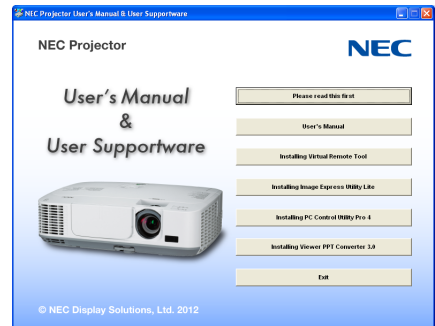 NEC Projector User's Manual & User Supportware
NEC Projector
NEC
User's Manual
&
User Supportware
Please read this first
User's Manual
Installing Virtual Remote Tool
Installing Image Express Utility Lite
Installing PC Control Utility Pro 4
Installing Viewer PPT Converter 3.0
Exit
© NEC Display Solutions, Ltd. 2012